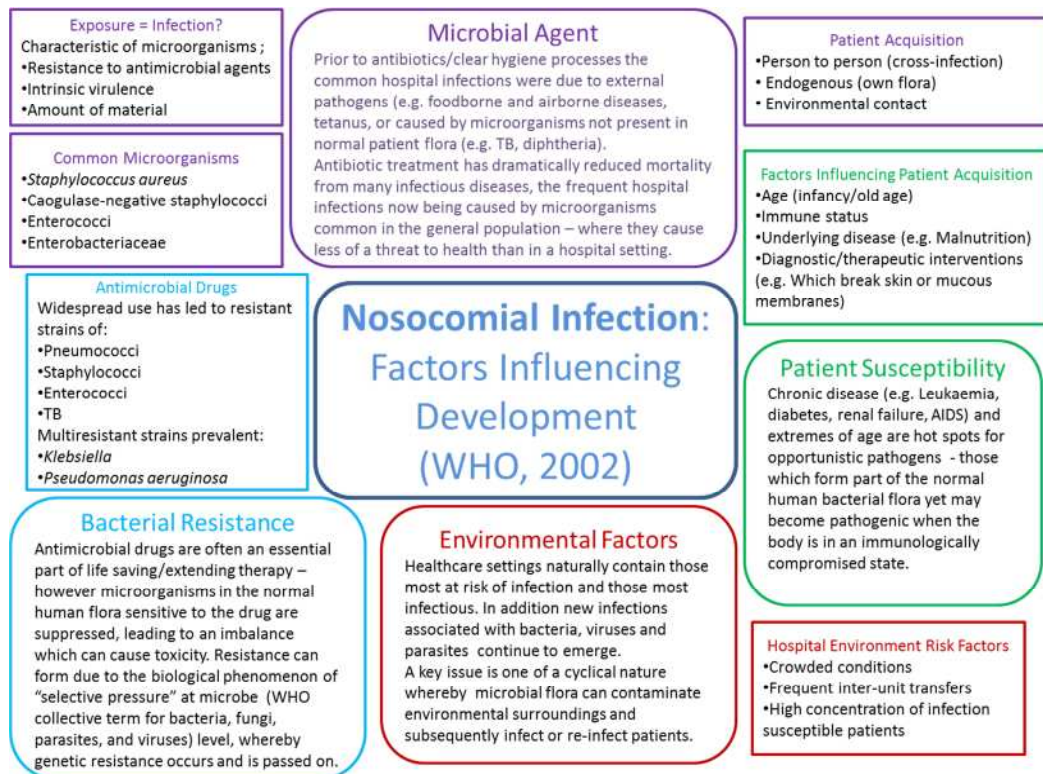 Exposure = Infection?
Characteristic of microorganisms ;
•Resistance to antimicrobial agents
•Intrinsic virulence
•Amount of material
Common Microorganisms
•Staphylococcus aureus
•Caogulase-negative staphylococci
•Enterococci
•Enterobacteriaceae
Microbial Agent
Prior to antibiotics/clear hygiene processes the
common hospital infections were due to external
pathogens (e.g. foodborne and airborne diseases,
tetanus, or caused by microorganisms not present in
normal patient flora (e.g. TB, diphtheria).
Antibiotic treatment has dramatically reduced mortality
from many infectious diseases, the frequent hospital
infections now being caused by microorganisms
common in the general population – where they cause
less of a threat to health than in a hospital setting.
Patient Acquisition
•Person to person (cross-infection)
• Endogenous (own flora)
• Environmental contact
Factors Influencing Patient Acquisition
•Age (infancy/old age)
•Immune status
•Underlying disease (e.g. Malnutrition)
•Diagnostic/therapeutic interventions
(e.g. Which break skin or mucous
membranes)
Antimicrobial Drugs
Widespread use has led to resistant
strains of:
•Pneumococci
•Staphylococci
•Enterococci
•TB
Multiresistant strains prevalent:
•Klebsiella
•Pseudomonas aeruginosa
Nosocomial Infection:
Factors Influencing
Development
(WHO, 2002)
Patient Susceptibility
Chronic disease (e.g. Leukaemia,
diabetes, renal failure, AIDS) and
extremes of age are hot spots for
opportunistic pathogens - those
which form part of the normal
human bacterial flora yet may
become pathogenic when the
body is in an immunologically
compromised state.
Bacterial Resistance
Antimicrobial drugs are often an essential
part of life saving/extending therapy –
however microorganisms in the normal
human flora sensitive to the drug are
suppressed, leading to an imbalance
which can cause toxicity. Resistance can
form due to the biological phenomenon of
“selective pressure” at microbe (WHO
collective term for bacteria, fungi,
parasites, and viruses) level, whereby
genetic resistance occurs and is passed on.
Environmental Factors
Healthcare settings naturally contain those
most at risk of infection and those most
infectious. In addition new infections
associated with bacteria, viruses and
parasites continue to emerge.
A key issue is one of a cyclical nature
whereby microbial flora can contaminate
environmental surroundings and
subsequently infect or re-infect patients.
Hospital Environment Risk Factors
•Crowded conditions
•Frequent inter-unit transfers
•High concentration of infection
susceptible patients